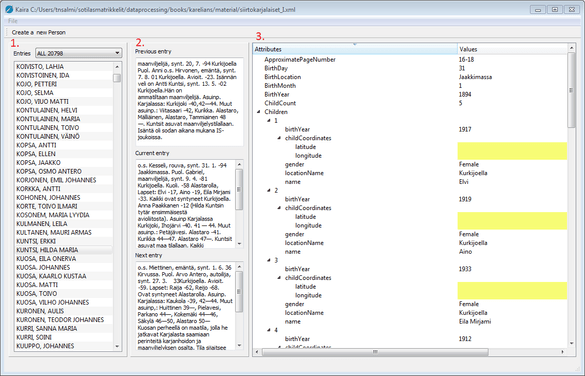 Kaira C:/Users/tnsalmi/sotilasmatrikkelit/dataprocessing/books/karelians/material/siirtokarjalaiset_I.xml
File
Create a new Person
1.
Entries
ALL 20798
KOIVISTO, LAHJA
KOIVISTOINEN, IDA
KOJO, PETTERI
KOJO, SELMA
KOJO, VIUO MATTI
KONTULAINEN, HELVI
KONTULAINEN, MARIA
KONTULAINEN, TOIVO
KONTULAINEN, VÄINÖ
KOPSA, ANTTI
KOPSA, ELLEN
KOPSA, JAAKKO
KOPSA, OSMO ANTERO
KORJONEN, EMIL JOHANNES
KORKKA, ANTTI
KOHONEN, JOHANNES
KORTE, TOIVO ILMARI
KOSONEM, MARIA LYYDIA
KULMANEN, LEILA
KULTANEN, MAURI ARMAS
KUNTSI, ERKKI
KUNTSI, HILDA MARIA
KUOSA, EILA ONERVA
KUOSA, JOHANNES
KUOSA, KAARLO KUSTAA
KUOSA, MATTI
KUOSA, TOIVO
KUOSA, VILHO JOHANNES
KURONEN, AULIS
KURONEN, TEODOR JOHANNES
KURRI, SANNA MARIA
KURRI, SOINI
KUUPPO, JOHANNES
2.
Previous entry
maanviljelijä, synt. 20, 7. -94 Kurkijoella
Puol. Anni o.s. Hirvonen, emäntä, synt.
7. 8. 01 Kurkijoella. Avioit. -23. Isännän
veli on Antti Kuntsi, synt. 13. 5.
Kurkijoella.Hän on
ammatiltaan maanviljelijä. Asuinp.
Karjalassa: Kurkijoki -40, 42—44. Muut
asuinp.: Vitasaari -42, Kurikka. Alastaro,
Mälläinen, Alastaro, Tammiainen 48
—. Kuntsit asuvat maanviljelystilallaan.
Isäntä oli sodan aikana mukana IS-
joukoissa.
Current entry
o.s. Kesseli, rouva, synt. 31. 1. -94
Jaakkimassa. Puol. Gabriel,
maanviljelijä, synt. 9. 4. -81
Kurkijoella. Kuoli. -58 Alastarolla,
Lapset: Elvi -17, Aino -19, Eila Mirjami
-33. Kaikki ovat syntyneet Kurkijoella.
Anna Paakkinen -12 (Hilda Kuntsin
tytär ensimmäisestä
avioliitosta). Asuinp Karjalassa
Kurkijoki, Ihojärvi -40. 41 — 44. Muut
asuinp.: Petäjävesi. Alastaro -41.
Kurikka 44—47. Alastaro 47—. Kuntsit
asuvat maa tilallaan. Kaikki
Next entry
o.s. Miettinen, emäntä, synt. 1. 6. 36
Kirvussa. Puol. Arvo Antero, autoilija,
synt. 27. 3. 33Kurkijoella. Avioit.
-59. Lapset: Raija -62, Reijo -68.
Ovat syntyneet Alastarolla. Asuinp.
Karjalassa: Kaukola -39, 42—44. Muut
asuinp.: Huittinen 39—, Pielavesi,
Parkano 44—, Kokemäki 44—46,
Säkylä 46—50, Alastaro 50—
Kuosan perheellä on maatila, jolla he
jatkavat Karjalasta saamiaan
perinteitä karjanhoidon ja
maanviljelyksen osalta. Tila sijaitsee
3.
Attributes Values
ApproximatePageNumber 16-18
BirthDay 31
BirthLocation Jaakkimassa
BirthMonth 1
BirthYear 1894
ChildCount 5
Children
1
birthYear 1917
childCoordinates
latitude
longitude
gender Female
locationName Kurkijoella
name Elvi
2
birthYear 1919
childCoordinates
latitude
longitude
gender Female
locationName Kurkijoella
name Aino
3
birthYear 1933
childCoordinates
latitude
longitude
gender Female
locationName Kurkijoella
name Eila Mirjami
4
birthYear 1912
childCoordinates